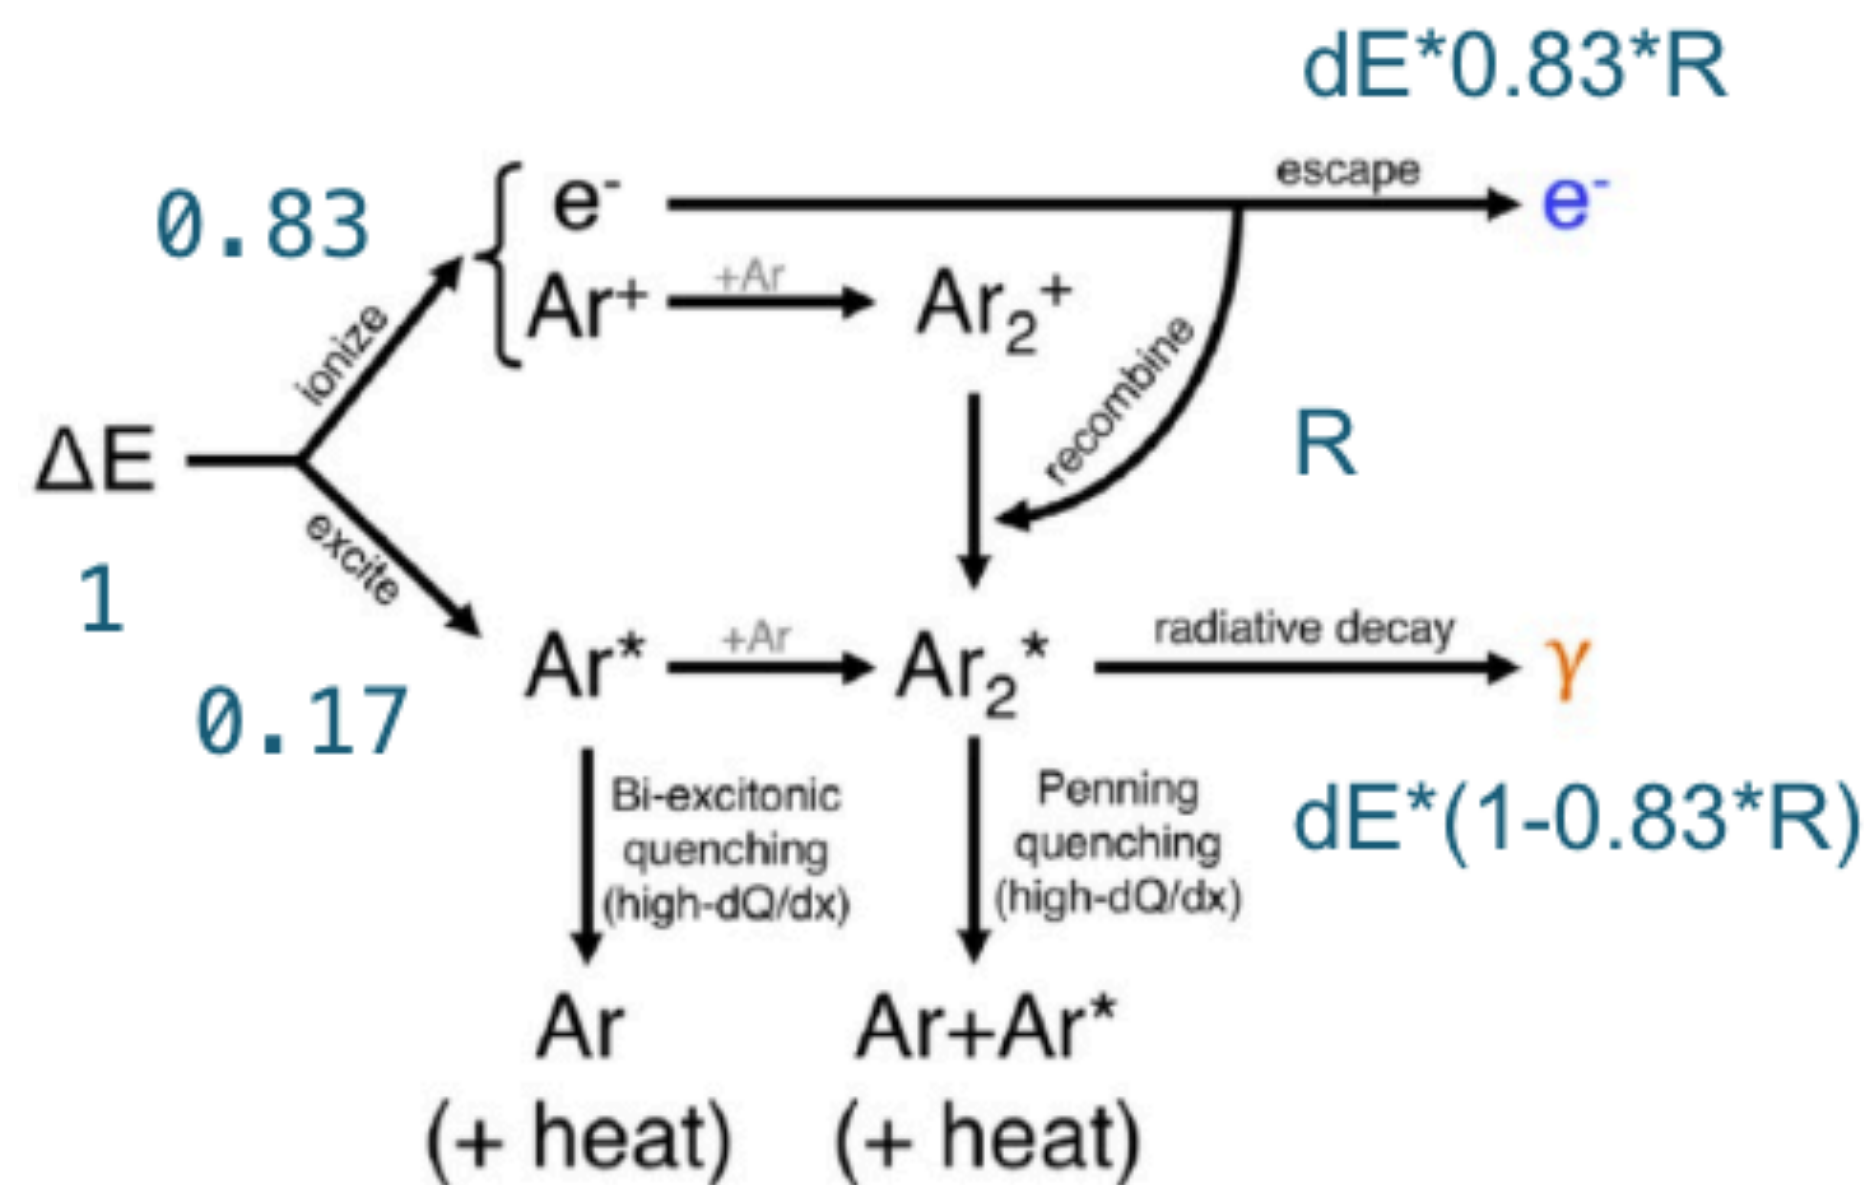 dE*0.83*R
escape
0.83
e⁻
e⁻
Ar⁺
+Ar
Ar₂⁺
ionize
recombine
R
ΔE
excite
1
Ar*
+Ar
Ar₂*
radiative decay
γ
0.17
Bi-excitonic
quenching
(high-dQ/dx)
Penning
quenching
(high-dQ/dx)
dE*(1-0.83*R)
Ar
(+ heat)
Ar+Ar*
(+ heat)